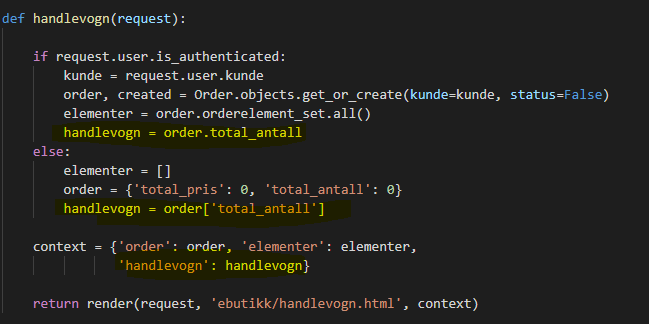 def handlevogn(request):
if request.user.is_authenticated:
kunde = request.user.kunde
order, created = Order.objects.get_or_create(kunde=kunde, status=False)
elementer = order.orderelement_set.all()
handlevogn = order.total_antall
else:
elementer = []
order = {'total_pris': 0, 'total_antall': 0}
handlevogn = order['total_antall']
context = {'order': order, 'elementer': elementer,
'handlevogn': handlevogn}
return render(request, 'ebutikk/handlevogn.html', context)